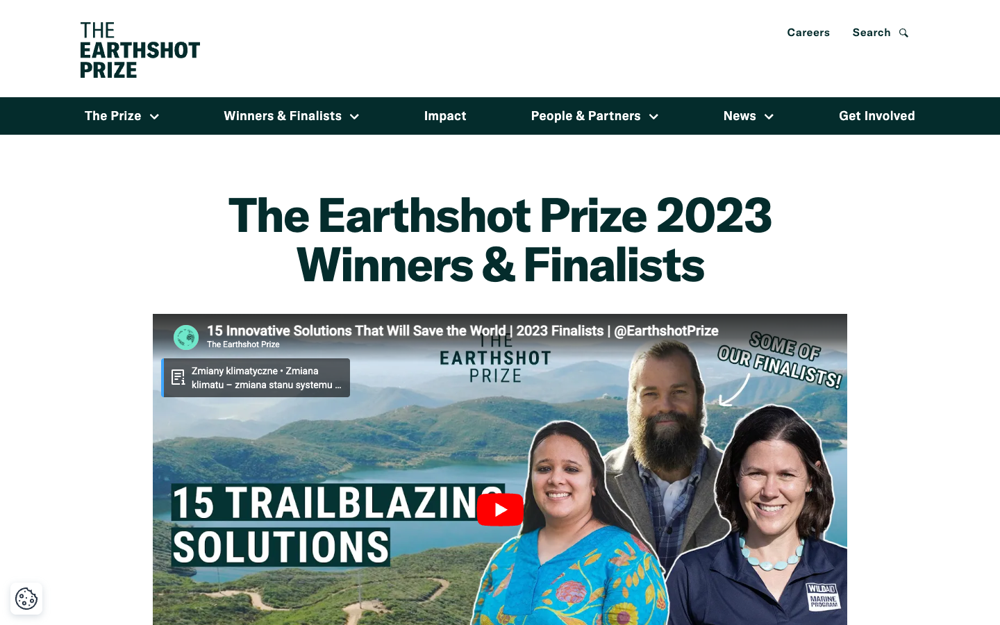 THE
EARTHSHOT
PRIZE
Careers
Search
The Prize
Winners & Finalists
Impact
People & Partners
News
Get Involved
The Earthshot Prize 2023
Winners & Finalists
15 Innovative Solutions That Will Save the World | 2023 Finalists | @EarthshotPrize
The Earthshot Prize
THE
EARTHSHOT
PRIZE
SOME OF
OUR FINALISTS!
Zmiany klimatyczne • Zmiana
klimatu – zmiana stanu systemu ...
15 TRAILBLAZING
SOLUTIONS
WILDAID
MARINE
PROGRAM